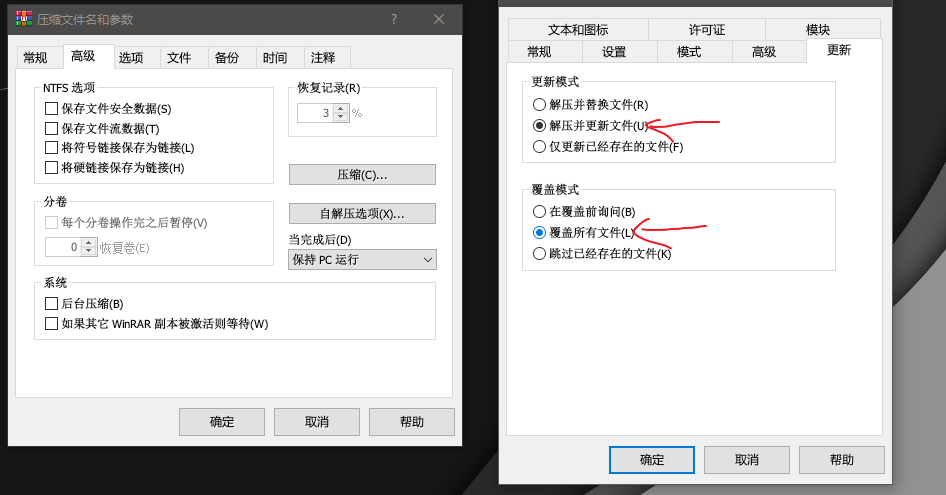 压缩文件名和参数
?
常规
高级
选项
文件
备份
时间
注释
NTFS 选项
保存文件安全数据(S)
保存文件流数据(T)
将符号链接保存为链接(L)
将硬链接保存为链接(H)
恢复记录(R)
3 %
压缩(C)...
自解压选项(X)...
分卷
每个分卷操作完之后暂停(V)
0 恢复卷(E)
当完成后(D)
保持 PC 运行
系统
后台压缩(B)
如果其它 WinRAR 副本被激活则等待(W)
确定
取消
帮助
文本和图标
许可证
模块
常规
设置
模式
高级
更新
更新模式
解压并替换文件(R)
解压并更新文件(U)
仅更新已经存在的文件(F)
覆盖模式
在覆盖前询问(B)
覆盖所有文件(L)
跳过已经存在的文件(K)
确定
取消
帮助